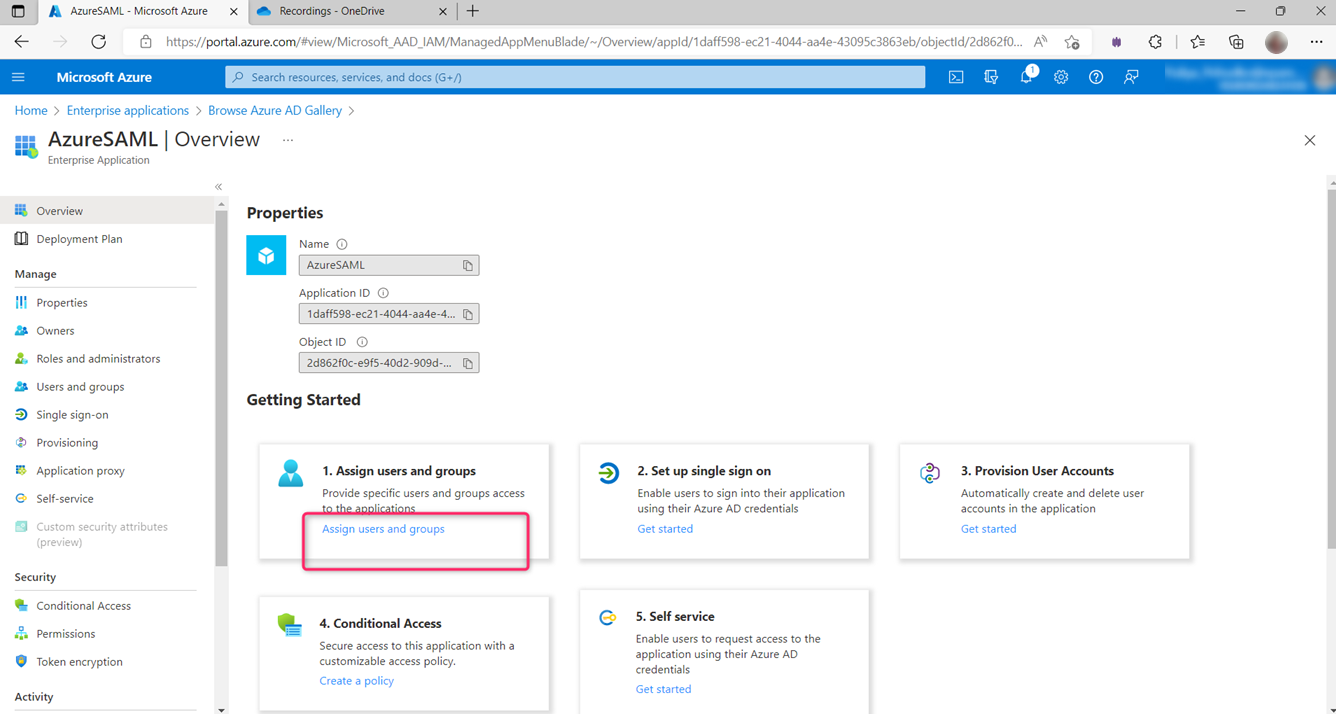 AzureSAML - Microsoft Azure
Recordings - OneDrive
https://portal.azure.com/#view/Microsoft_AAD_IAM/ManagedAppMenuBlade/~/Overview/appId/1daff598-ec21-4044-aa4e-43095c3863eb/objectId/2d862f0...
Microsoft Azure
Search resources, services, and docs (G+/)
1
Home > Enterprise applications > Browse Azure AD Gallery >
AzureSAML | Overview ...
Enterprise Application
Overview
Deployment Plan
Manage
Properties
Owners
Roles and administrators
Users and groups
Single sign-on
Provisioning
Application proxy
Self-service
Custom security attributes
(preview)
Security
Conditional Access
Permissions
Token encryption
Activity
Properties
Name
AzureSAML
Application ID
1daff598-ec21-4044-aa4e-4...
Object ID
2d862f0c-e9f5-40d2-909d-...
Getting Started
1. Assign users and groups
Provide specific users and groups access
to the applications
Assign users and groups
2. Set up single sign on
Enable users to sign into their application
using their Azure AD credentials
Get started
3. Provision User Accounts
Automatically create and delete user
accounts in the application
Get started
4. Conditional Access
Secure access to this application with a
customizable access policy.
Create a policy
5. Self service
Enable users to request access to the
application using their Azure AD
credentials
Get started